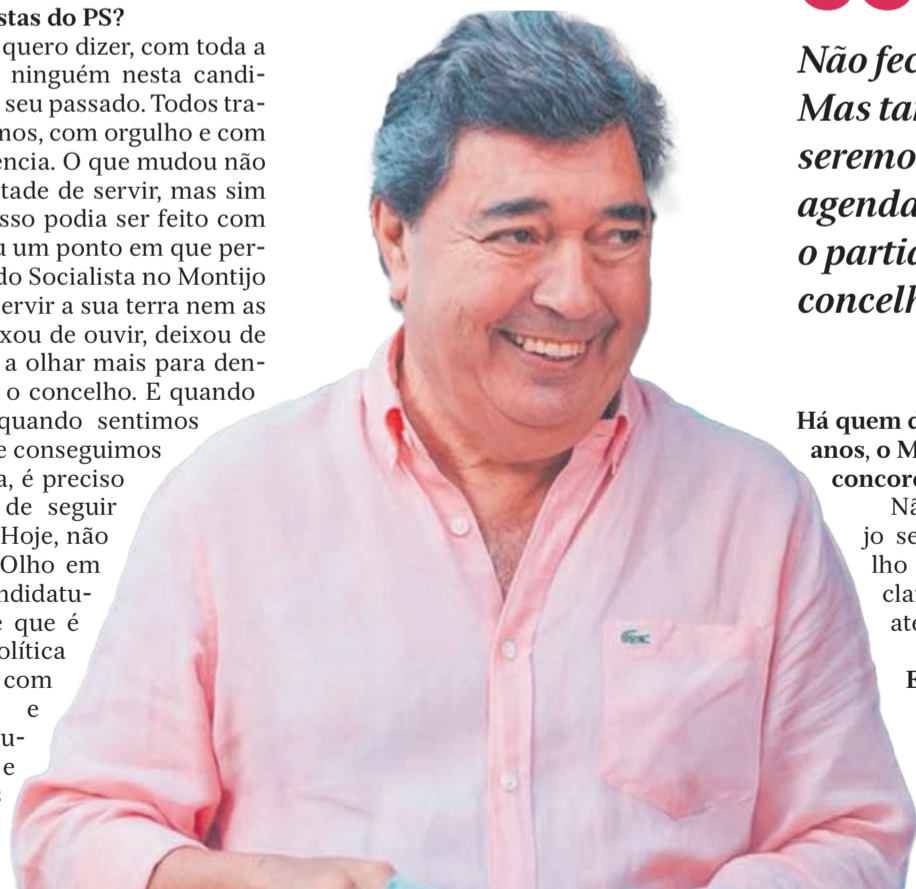 stas do PS?
quero dizer, com toda a
ninguém nesta candi-
seu passado. Todos tra-
mos, com orgulho e com
encia. O que mudou não
tade de servir, mas sim
sso podia ser feito com
u um ponto em que per-
do Socialista no Montijo
ervir a sua terra nem as
xou de ouvir, deixou de
a olhar mais para den-
o concelho. E quando
quando sentimos
e conseguimos
a, é preciso
de seguir
Hoje, não
Olho em
ndidatu-
e que é
olítica
com
e
u-
e
s
Não fec
Mas ta
seremo
agenda
o partid
concelh
Há quem d
anos, o M
concor
Nã
jo se
lho
cla
ate
E